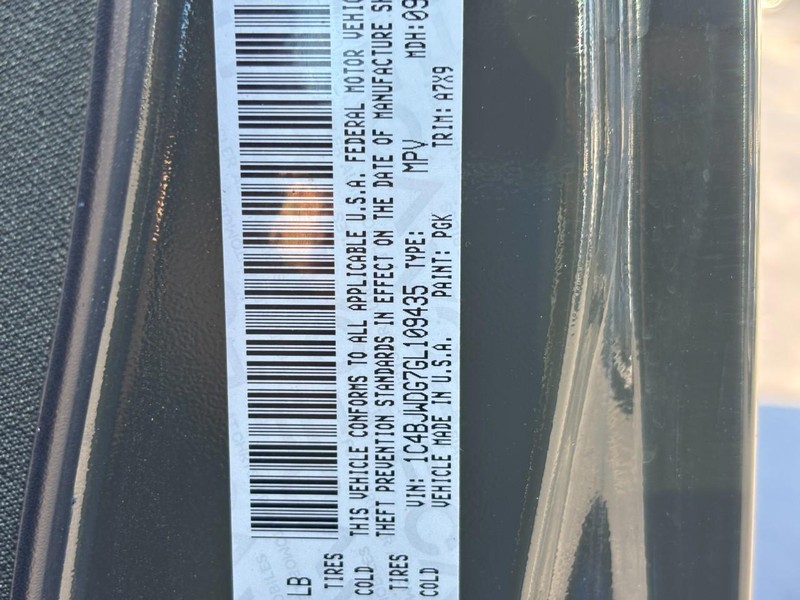 LB
TIRES
COLD
TIRES
COLD
THIS VEHICLE CONFORMS TO ALL APPLICABLE U.S.A. FEDERAL MOTOR VEHIC
THEFT PREVENTION STANDARDS IN EFFECT ON THE DATE OF MANUFACTURE SH
VIN: 1C4BJWDG7GL109435 TYPE: MPV MDH:09
VEHICLE MADE IN U.S.A. PAINT: PGK TRIM: A7X9